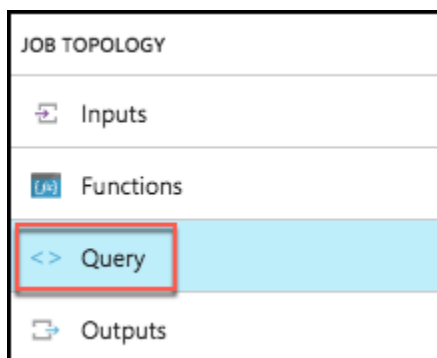 JOB TOPOLOGY
Inputs
Functions
<> Query
Outputs